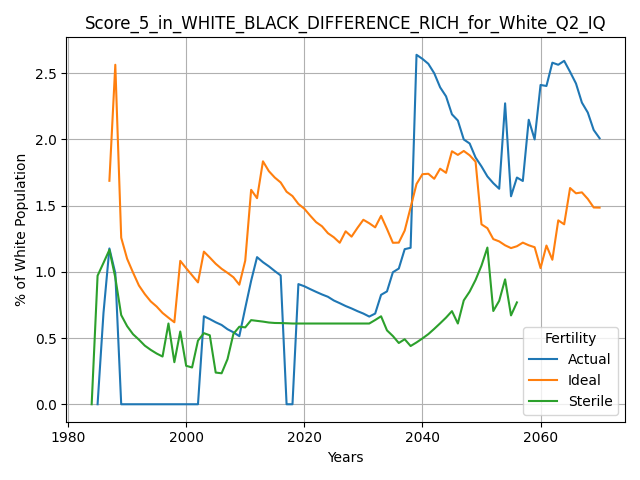 Score_5_in_WHITE_BLACK_DIFFERENCE_RICH_for_White_Q2_IQ
% of White Population
2.5
2.0
1.5
1.0
0.5
0.0
1980
2000
2020
2040
2060
Years
Fertility
Actual
Ideal
Sterile